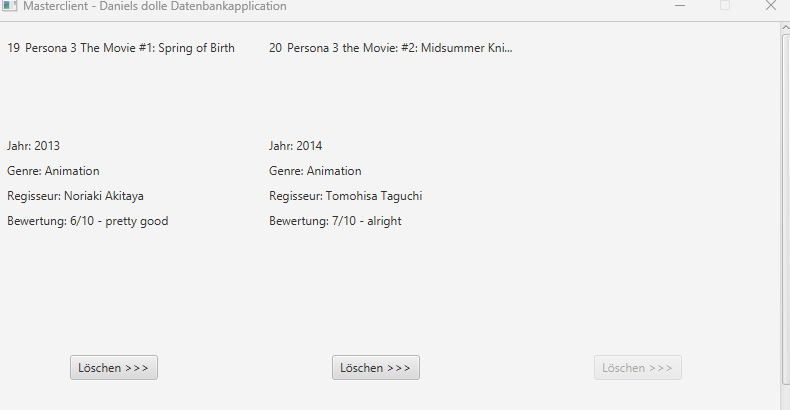 Masterclient - Daniels dolle Datenbankapplication
19 Persona 3 The Movie #1: Spring of Birth
20 Persona 3 the Movie: #2: Midsummer Kni...
Jahr: 2013
Jahr: 2014
Genre: Animation
Genre: Animation
Regisseur: Noriaki Akitaya
Regisseur: Tomohisa Taguchi
Bewertung: 6/10 - pretty good
Bewertung: 7/10 - alright
Löschen >>>
Löschen >>>
Löschen >>>